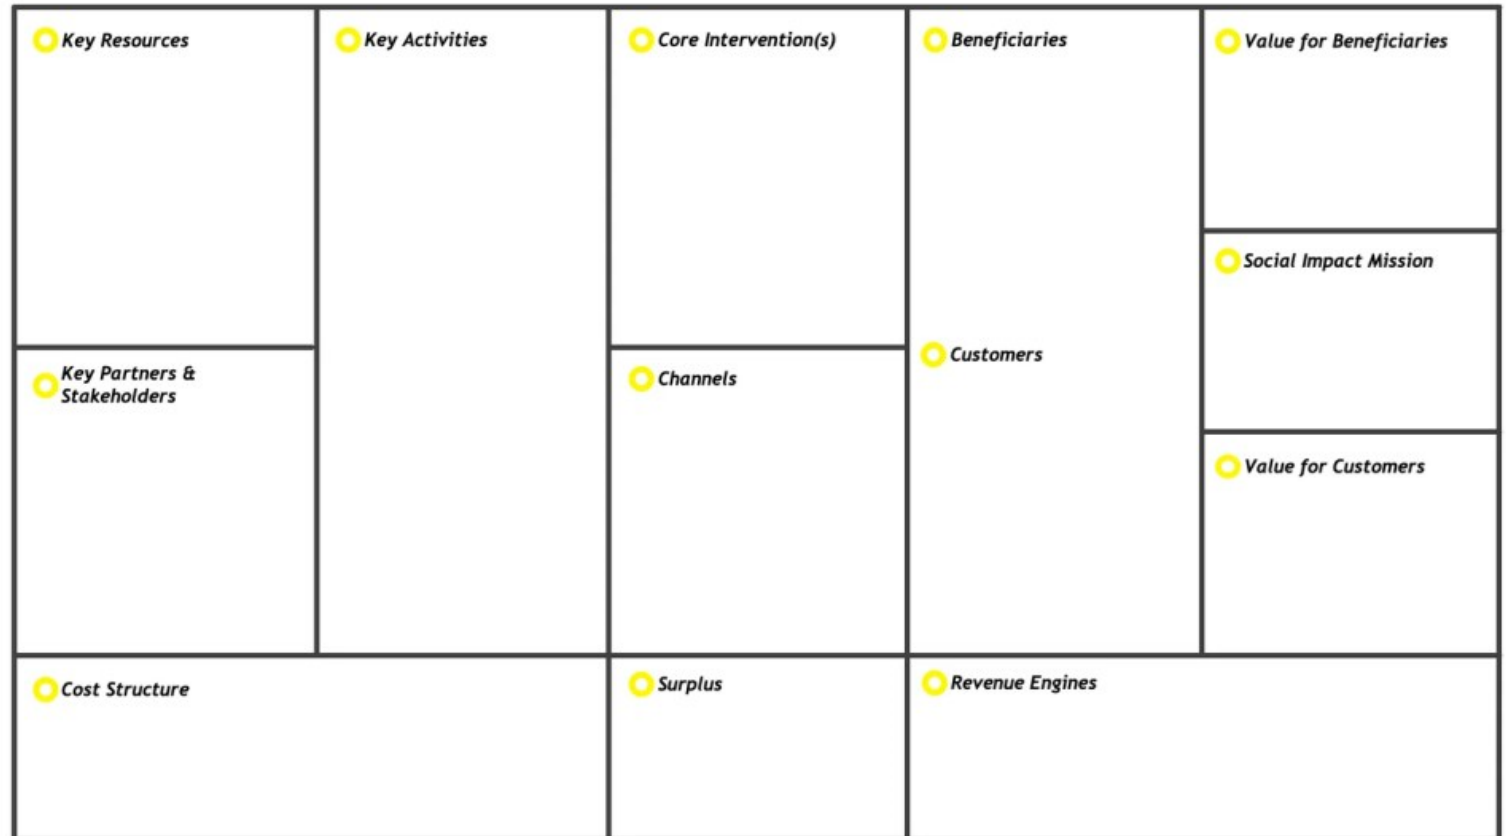 Key Resources
Key Activities
Core Intervention(s)
Beneficiaries
Value for Beneficiaries
Social Impact Mission
Customers
Key Partners &
Stakeholders
Channels
Value for Customers
Cost Structure
Surplus
Revenue Engines